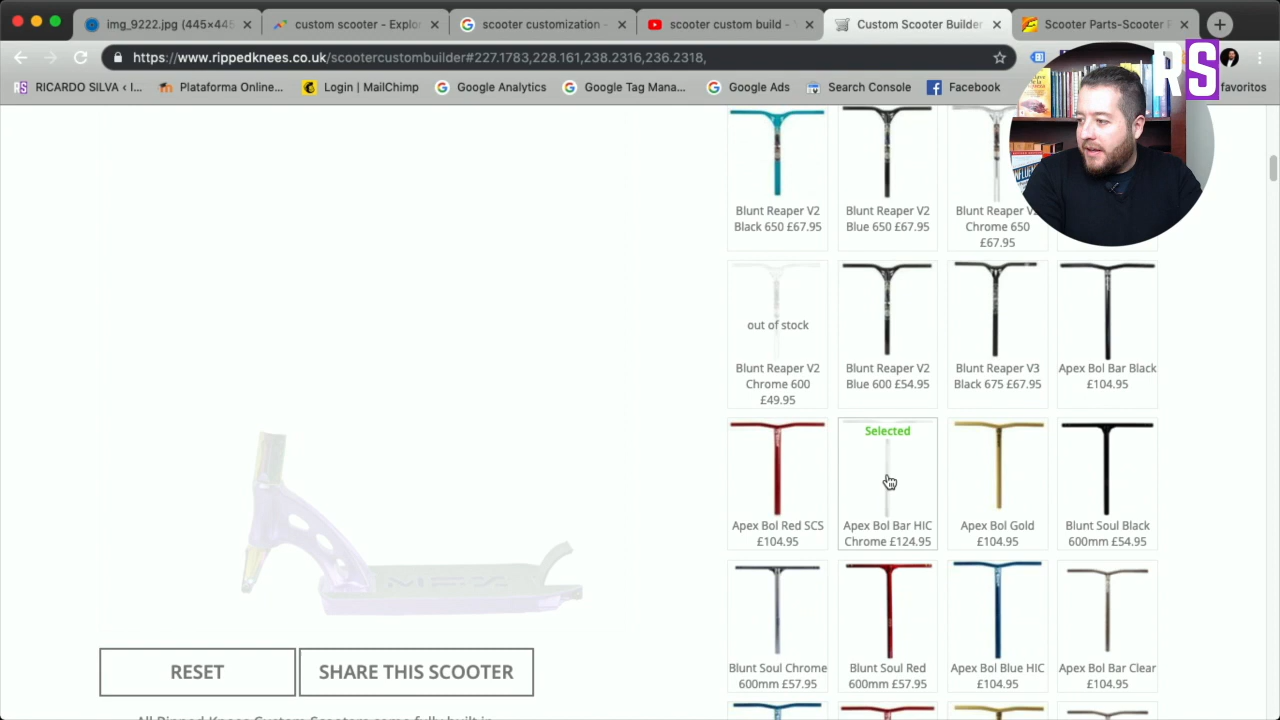 img_9222.jpg (445×445
custom scooter – Explo
scooter customization -
scooter custom build -
Custom Scooter Builder
Scooter Parts-Scooter
https://www.rippedknees.co.uk/scootercustombuilder#227.1783,228.161,238.2316,236.2318,
RS
RICARDO SILVA ‹ I...
Plataforma Online...
Login | MailChimp
Google Analytics
Google Tag Mana...
Google Ads
Search Console
Facebook
favoritos
Blunt Reaper V2
Black 650 £67.95
Blunt Reaper V2
Blue 650 £67.95
Blunt Reaper
Chrome 650
£67.95
out of stock
Blunt Reaper V2
Chrome 600
£49.95
Blunt Reaper V2
Blue 600 £54.95
Blunt Reaper V3
Black 675 £67.95
Apex Bol Bar Black
£104.95
Apex Bol Red SCS
£104.95
Selected
Apex Bol Bar HIC
Chrome £124.95
Apex Bol Gold
£104.95
Blunt Soul Black
600mm £54.95
Blunt Soul Chrome
600mm £57.95
Blunt Soul Red
600mm £57.95
Apex Bol Blue HIC
£104.95
Apex Bol Bar Clear
£104.95
RESET
SHARE THIS SCOOTER
RS